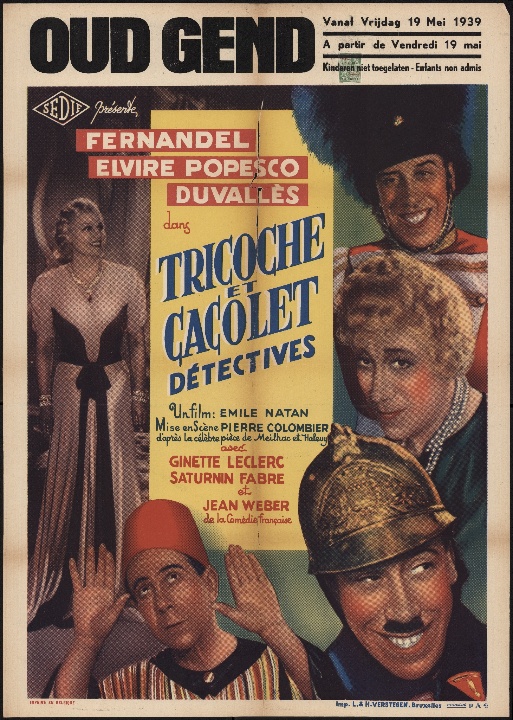 OUD GEND
Vanaf Vrijdag 19 Mei 1939
A partir de Vendredi 19 mai
Kinderen niet toegelaten - Enfants non admis
SEDIF présente
FERNANDEL
ELVIRE POPESCO
DUVALLÈS
dans
TRICOCHE
ET
CACOLET
DÉTECTIVES
Un film: EMILE NATAN
Mise en Scène PIERRE COLOMBIER
d'après la célèbre pièce de Meilhac et Halevy
avec
GINETTE LECLERC
SATURNIN FABRE
et
JEAN WEBER
de la Comédie Française
Imp. L. & H. VERSTEGEN. Bruxelles